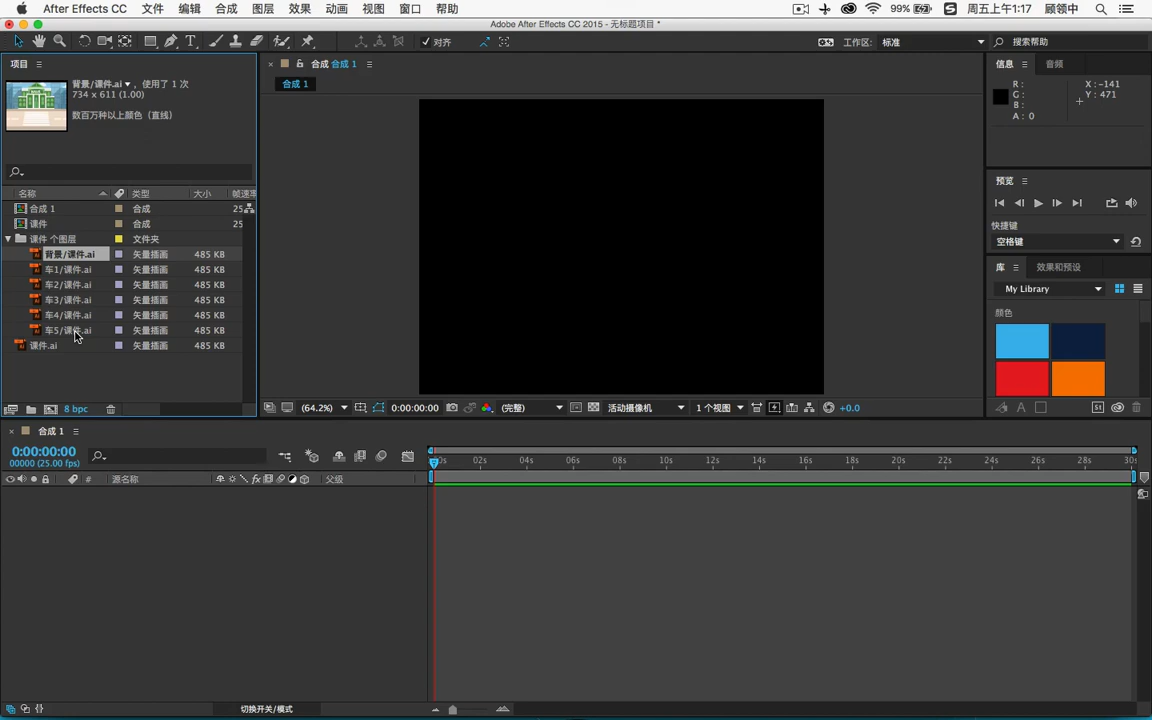 After Effects CC 文件 编辑 合成 图层 效果 动画 视图 窗口 帮助 99% 周五上午1:17 顾领中
Adobe After Effects CC 2015 - 无标题项目 *
对齐 工作区: 标准 搜索帮助
项目
背景/课件.ai ,使用了 1 次
734 x 611 (1.00)
数百万种以上颜色(直线)
名称 类型 大小 帧速率
合成 1 合成 25
课件 合成 25
课件 个图层 文件夹
背景/课件.ai 矢量插画 485 KB
车1/课件.ai 矢量插画 485 KB
车2/课件.ai 矢量插画 485 KB
车3/课件.ai 矢量插画 485 KB
车4/课件.ai 矢量插画 485 KB
车5/课件.ai 矢量插画 485 KB
课件.ai 矢量插画 485 KB
8 bpc
合成 合成 1
合成 1
(64.2%) 0:00:00:00 (完整) 活动摄像机 1 个视图 +0.0
信息 音频
R: X: -141
G: Y: 471
B:
A: 0
预览
快捷键
空格键
库 效果和预设
My Library
颜色
St
合成 1
0:00:00:00
00000 (25.00 fps)
# 源名称 fx 父级
0s 02s 04s 06s 08s 10s 12s 14s 16s 18s 20s 22s 24s 26s 28s 30s
切换开关/模式